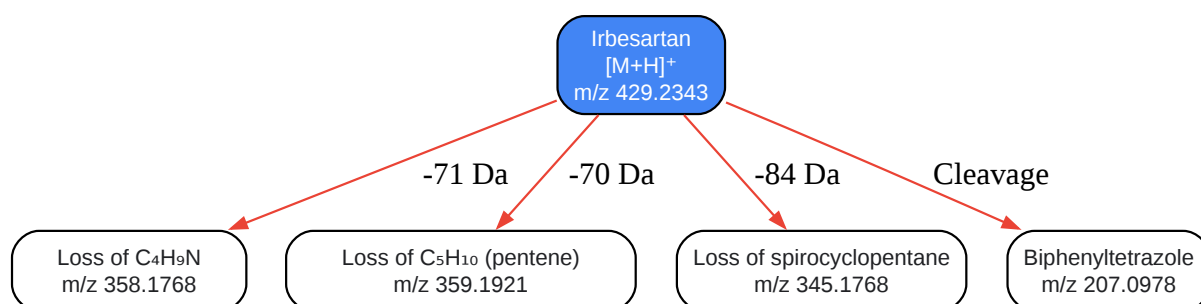 Irbesartan
[M+H]⁺
m/z 429.2343
-71 Da
-70 Da
-84 Da
Cleavage
Loss of C₄H₉N
m/z 358.1768
Loss of C₅H₁₀ (pentene)
m/z 359.1921
Loss of spirocyclopentane
m/z 345.1768
Biphenyltetrazole
m/z 207.0978